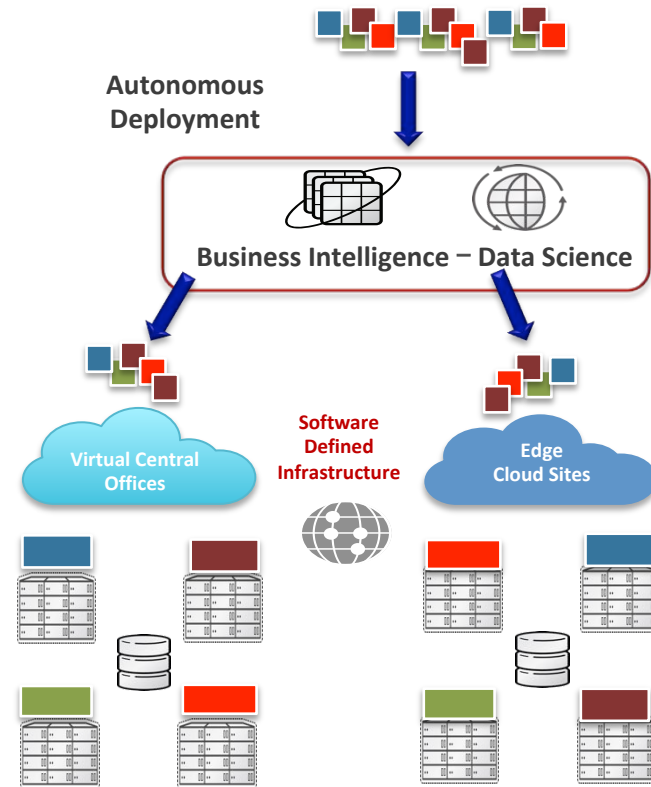 Autonomous
Deployment
Business Intelligence – Data Science
Software
Defined
Infrastructure
Virtual Central
Offices
Edge
Cloud Sites